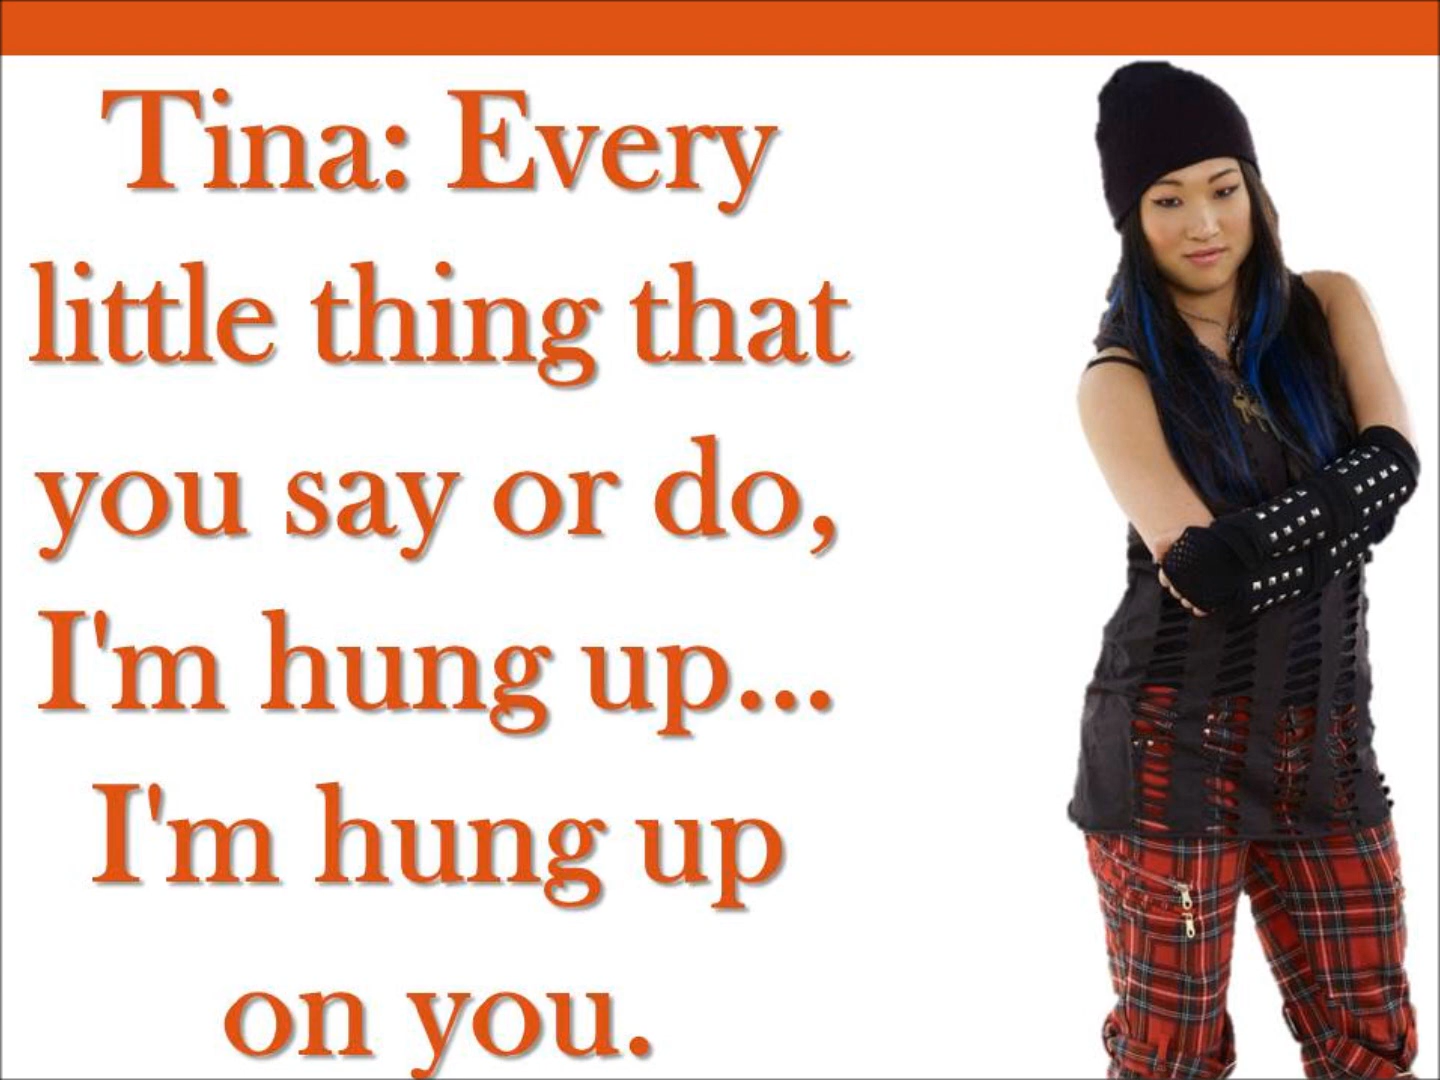 Tina: Every
little thing that
you say or do,
I'm hung up...
I'm hung up
on you.